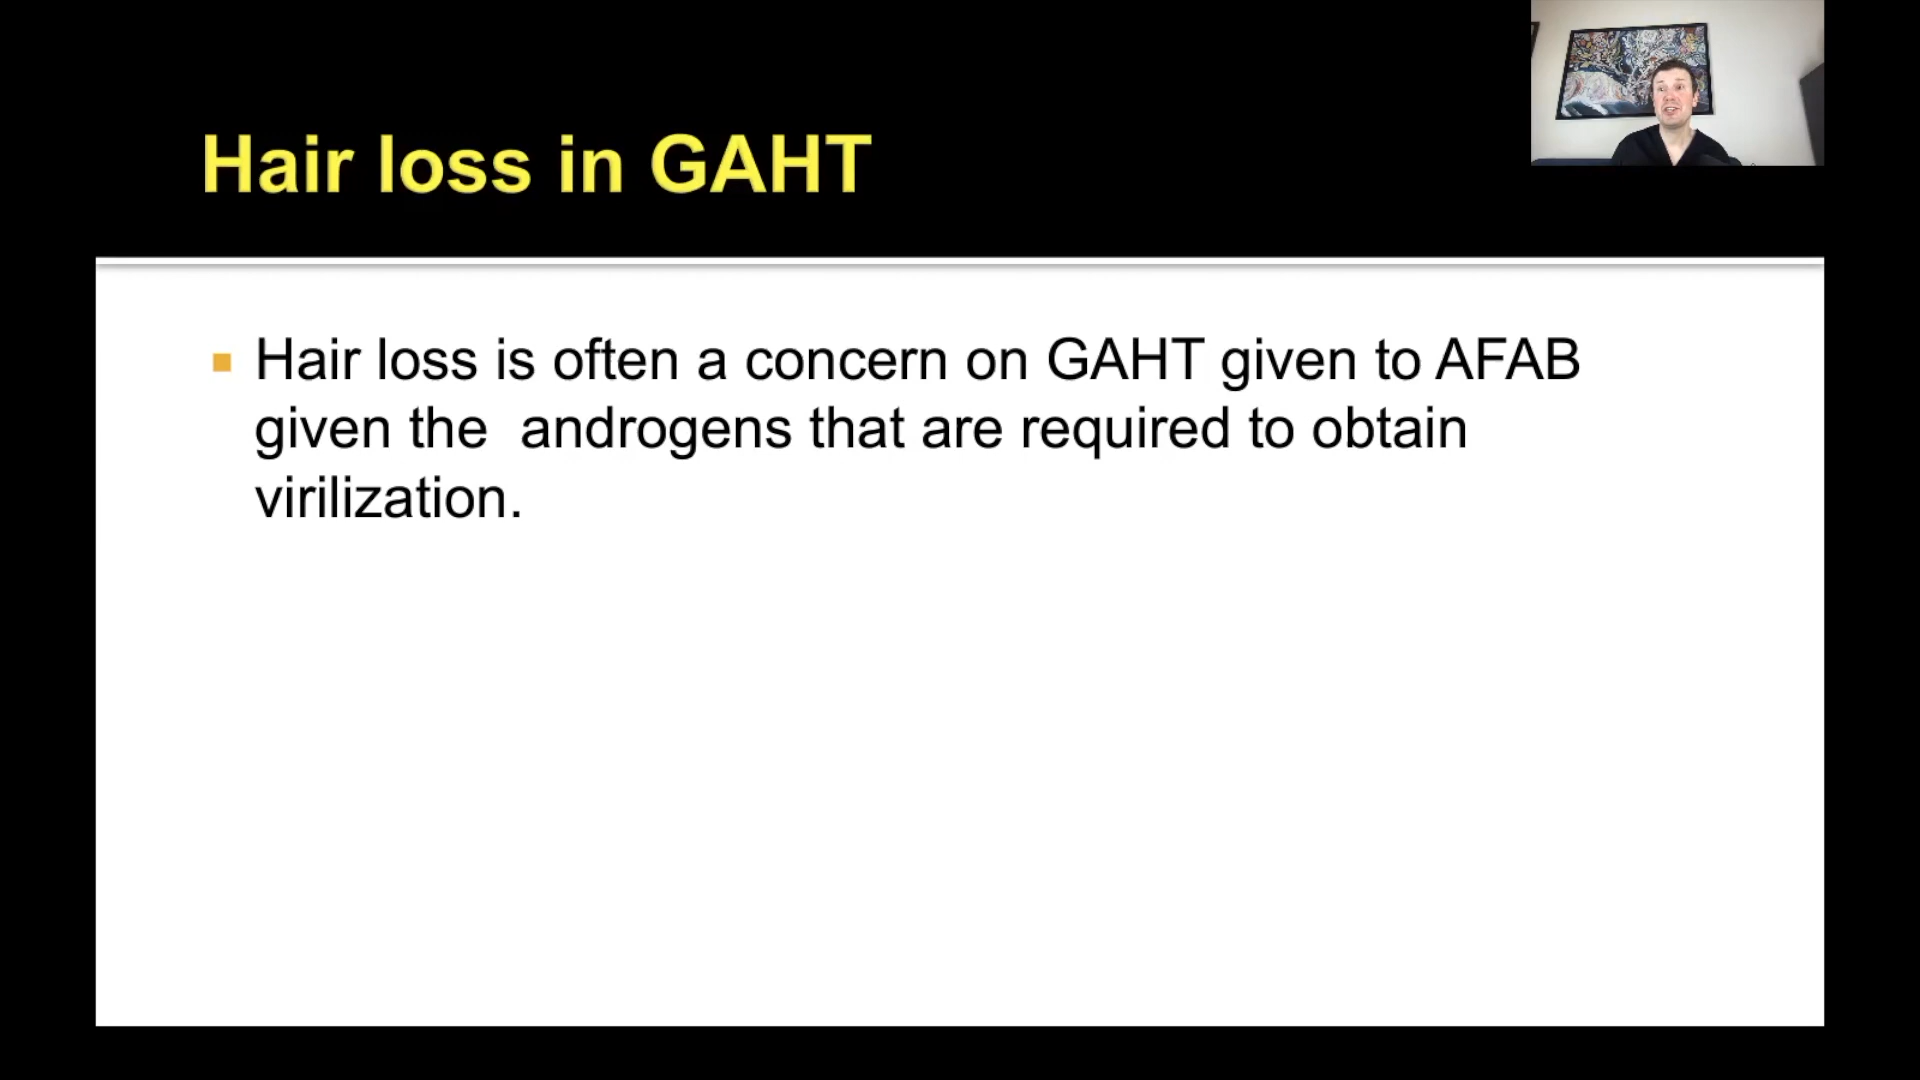 Hair loss in GAHT
Hair loss is often a concern on GAHT given to AFAB
given the  androgens that are required to obtain
virilization.